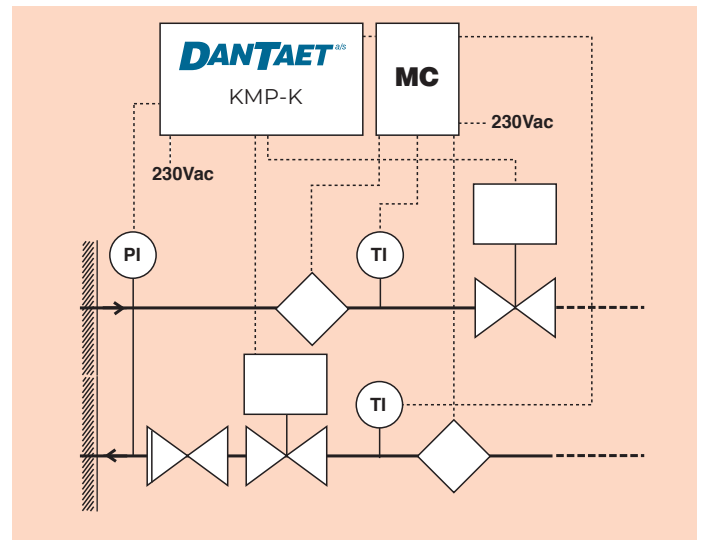 DANTAET a/s
KMP-K
MC
230Vac
230Vac
PI
TI
TI